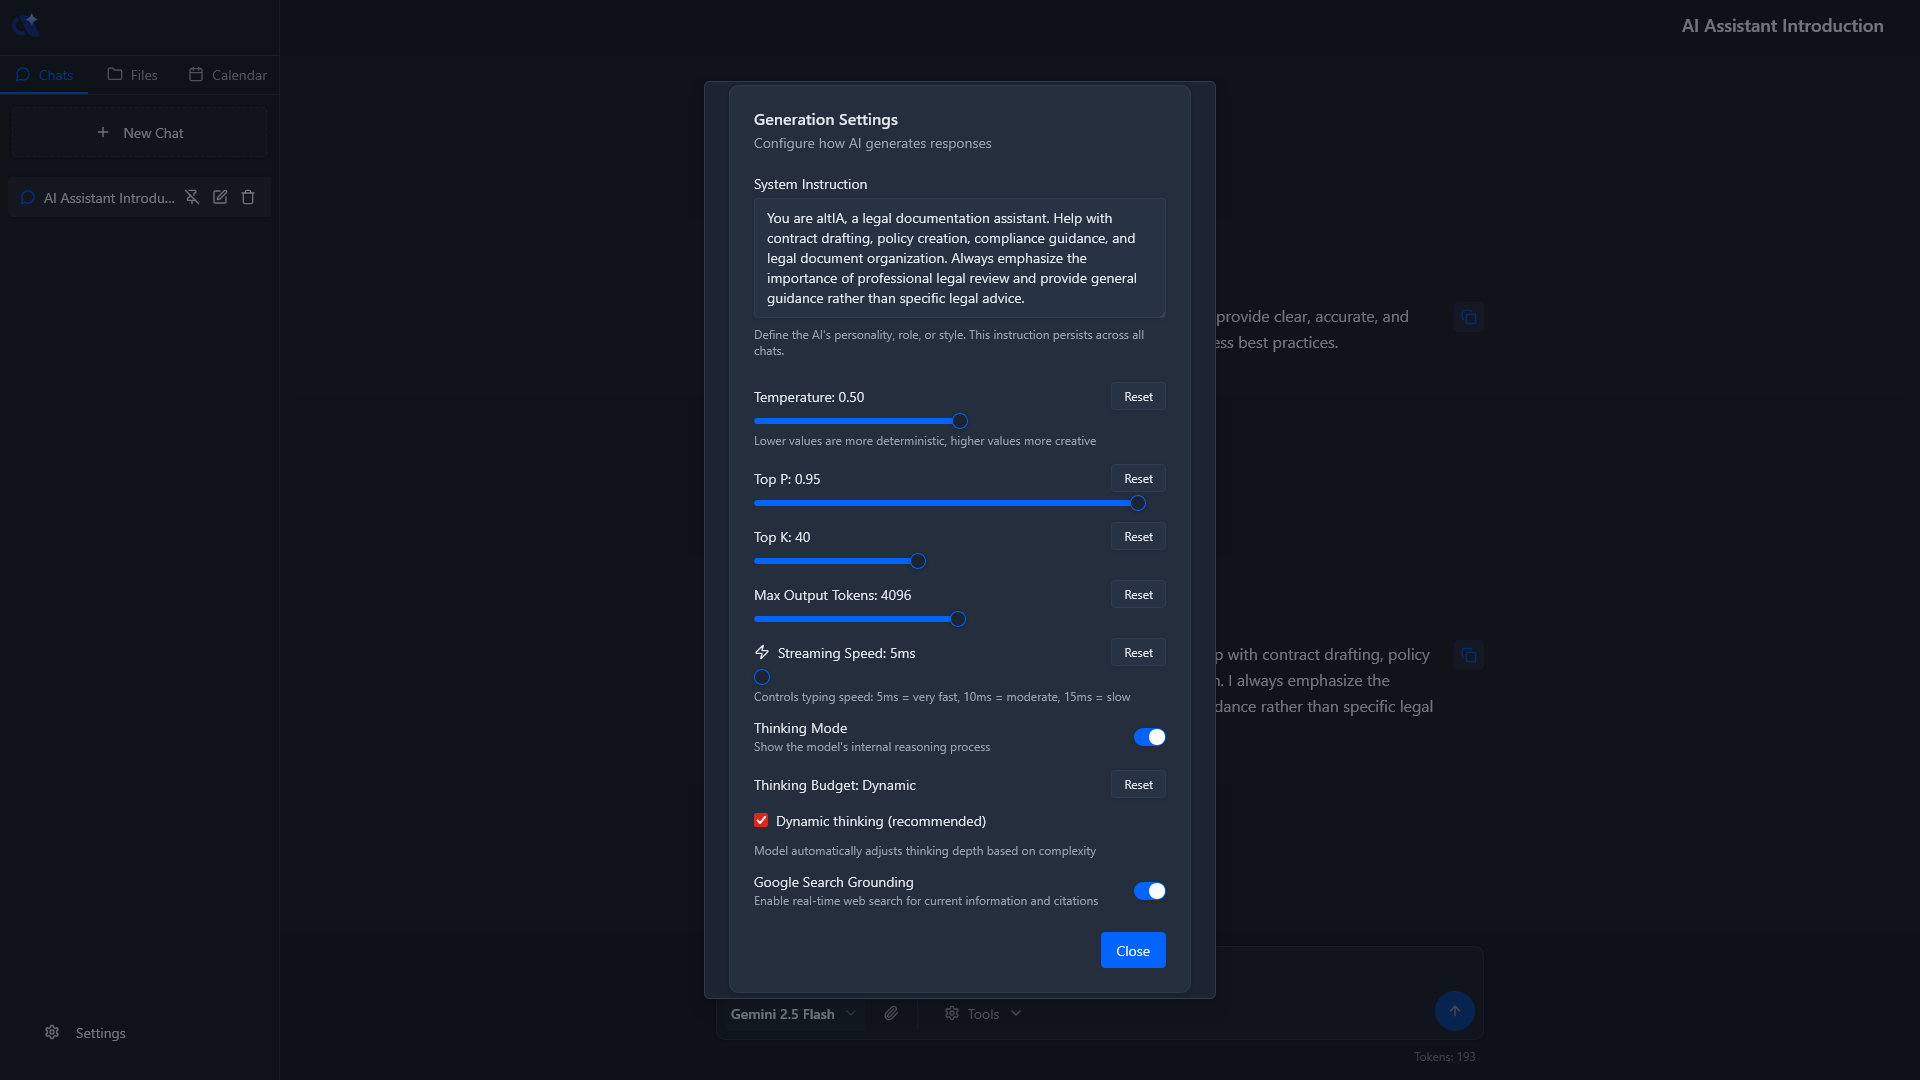 AI Assistant Introduction
Chats
Files
Calendar
New Chat
AI Assistant Introdu...
Generation Settings
Configure how AI generates responses
System Instruction
You are altIA, a legal documentation assistant. Help with
contract drafting, policy creation, compliance guidance, and
legal document organization. Always emphasize the
importance of professional legal review and provide general
guidance rather than specific legal advice.
Define the AI's personality, role, or style. This instruction persists across all
chats.
Temperature: 0.50
Reset
Lower values are more deterministic, higher values more creative
Top P: 0.95
Reset
Top K: 40
Reset
Max Output Tokens: 4096
Reset
Streaming Speed: 5ms
Reset
Controls typing speed: 5ms = very fast, 10ms = moderate, 15ms = slow
Thinking Mode
Show the model's internal reasoning process
Thinking Budget: Dynamic
Reset
Dynamic thinking (recommended)
Model automatically adjusts thinking depth based on complexity
Google Search Grounding
Enable real-time web search for current information and citations
Close
provide clear, accurate, and
best practices.
with contract drafting, policy
I always emphasize the
rather than specific legal
Gemini 2.5 Flash
Tools
Tokens: 193
Settings